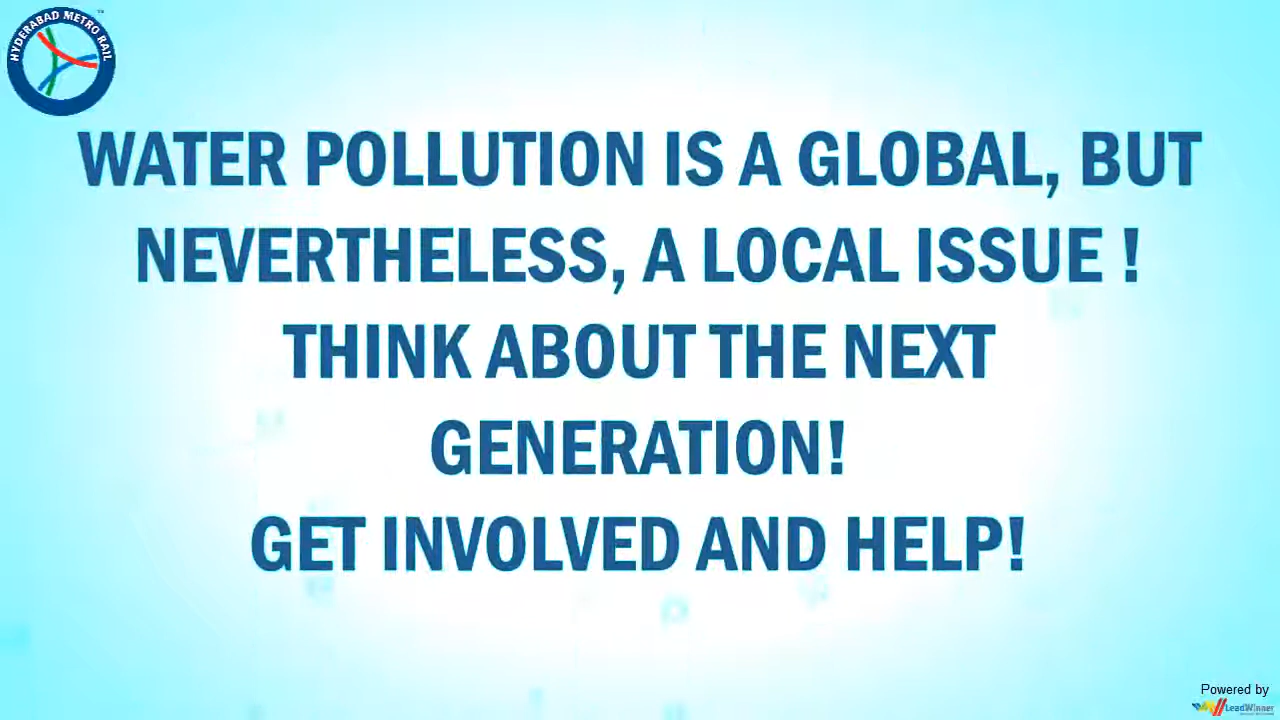 HYDERABAD METRO RAIL
WATER POLLUTION IS A GLOBAL, BUT
NEVERTHELESS, A LOCAL ISSUE !
THINK ABOUT THE NEXT
GENERATION!
GET INVOLVED AND HELP!
Powered by
LeadWinner